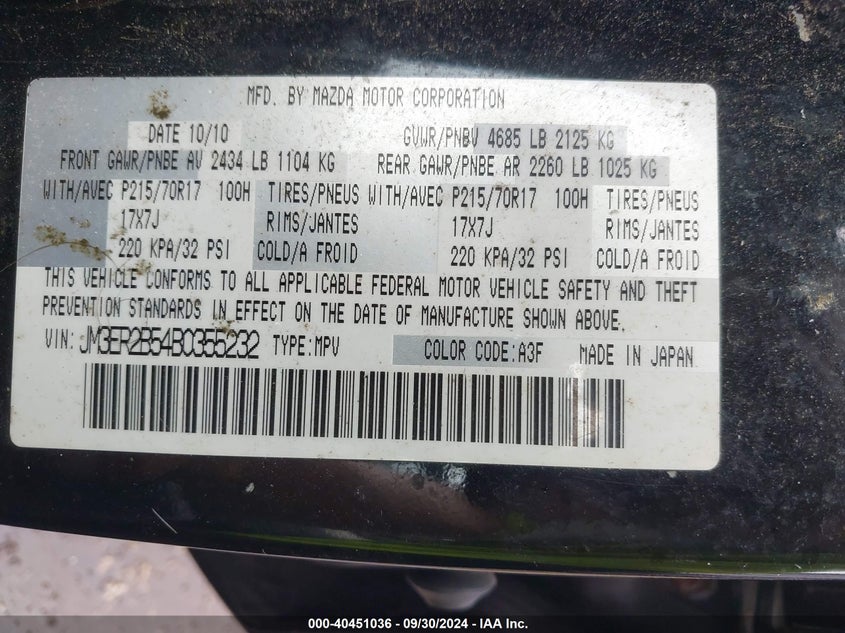 MFD. BY MAZDA MOTOR CORPORATION
DATE 10/10 GVWR/PNBV 4685 LB 2125 KG
FRONT GAWR/PNBE AV 2434 LB 1104 KG REAR GAWR/PNBE AR 2260 LB 1025 KG
WITH/AVEC P215/70R17 100H TIRES/PNEUS WITH/AVEC P215/70R17 100H TIRES/PNEUS
17X7J RIMS/JANTES 17X7J RIMS/JANTES
220 KPA/32 PSI COLD/A FROID 220 KPA/32 PSI COLD/A FROID
THIS VEHICLE CONFORMS TO ALL APPLICABLE FEDERAL MOTOR VEHICLE SAFETY AND THEFT
PREVENTION STANDARDS IN EFFECT ON THE DATE OF MANUFACTURE SHOWN ABOVE.
VIN: JM3ER2B54B0355232 TYPE:MPV COLOR CODE:A3F MADE IN JAPAN
000-40451036 - 09/30/2024 - IAA Inc.